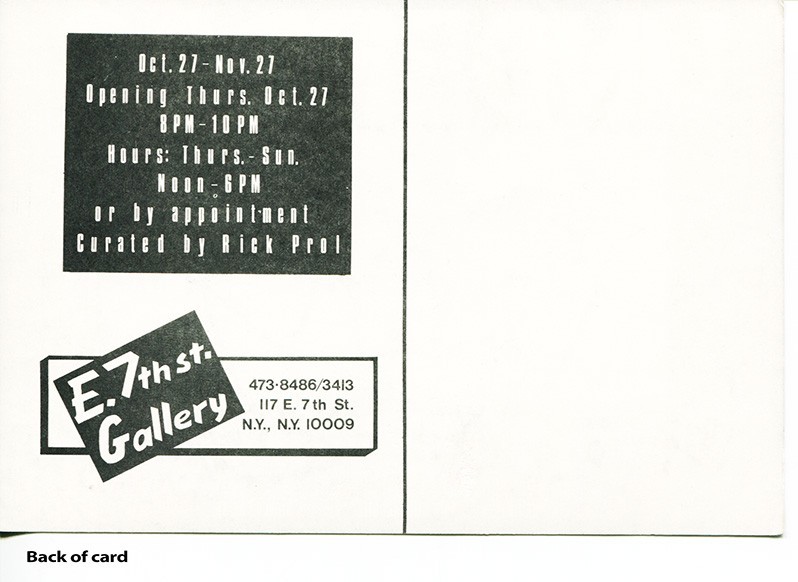 Oct. 27-Nov. 27
Opening Thurs. Oct. 27
8PM-10PM
Hours: Thurs.-Sun.
Noon-6PM
or by appointment
Curated by Rick Prol
E. 7th st.
Gallery
473·8486/3413
117 E. 7th St.
N.Y., N.Y. 10009
Back of card